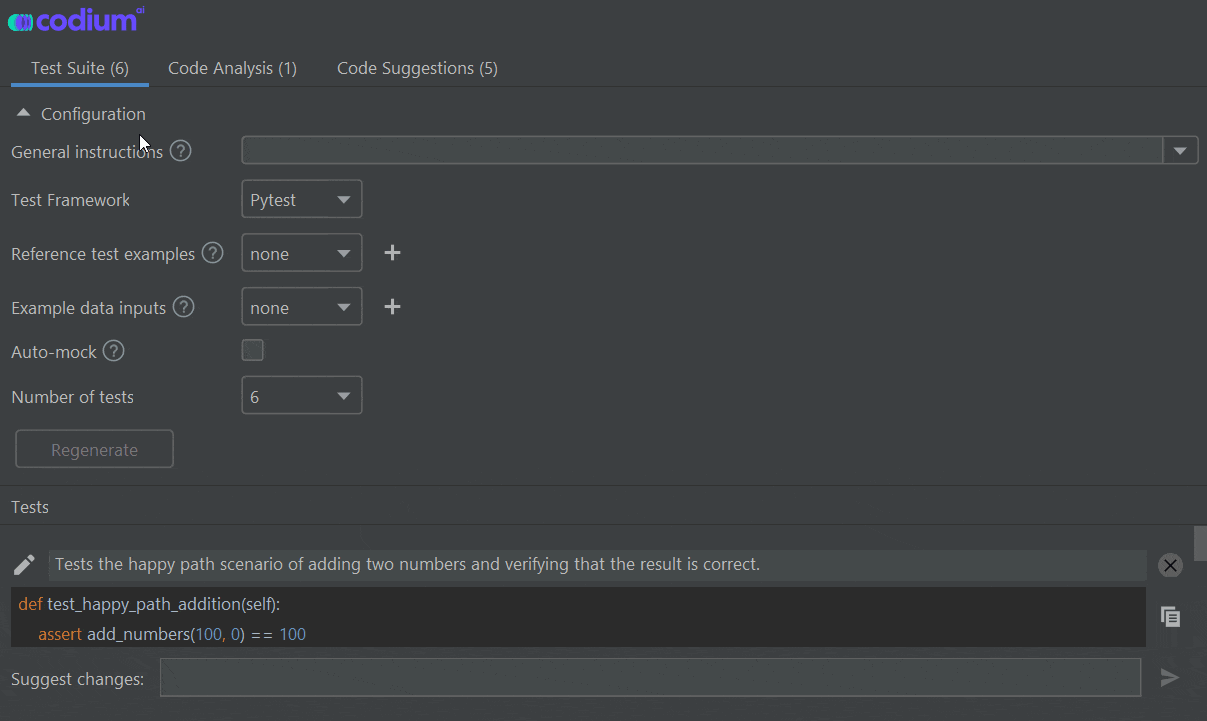 codium ai
Test Suite (6) Code Analysis (1) Code Suggestions (5)
Configuration
General instructions ?
Test Framework Pytest
Reference test examples ? none +
Example data inputs ? none +
Auto-mock ?
Number of tests 6
Regenerate
Tests
Tests the happy path scenario of adding two numbers and verifying that the result is correct.
def test_happy_path_addition(self):
assert add_numbers(100, 0) == 100
Suggest changes: